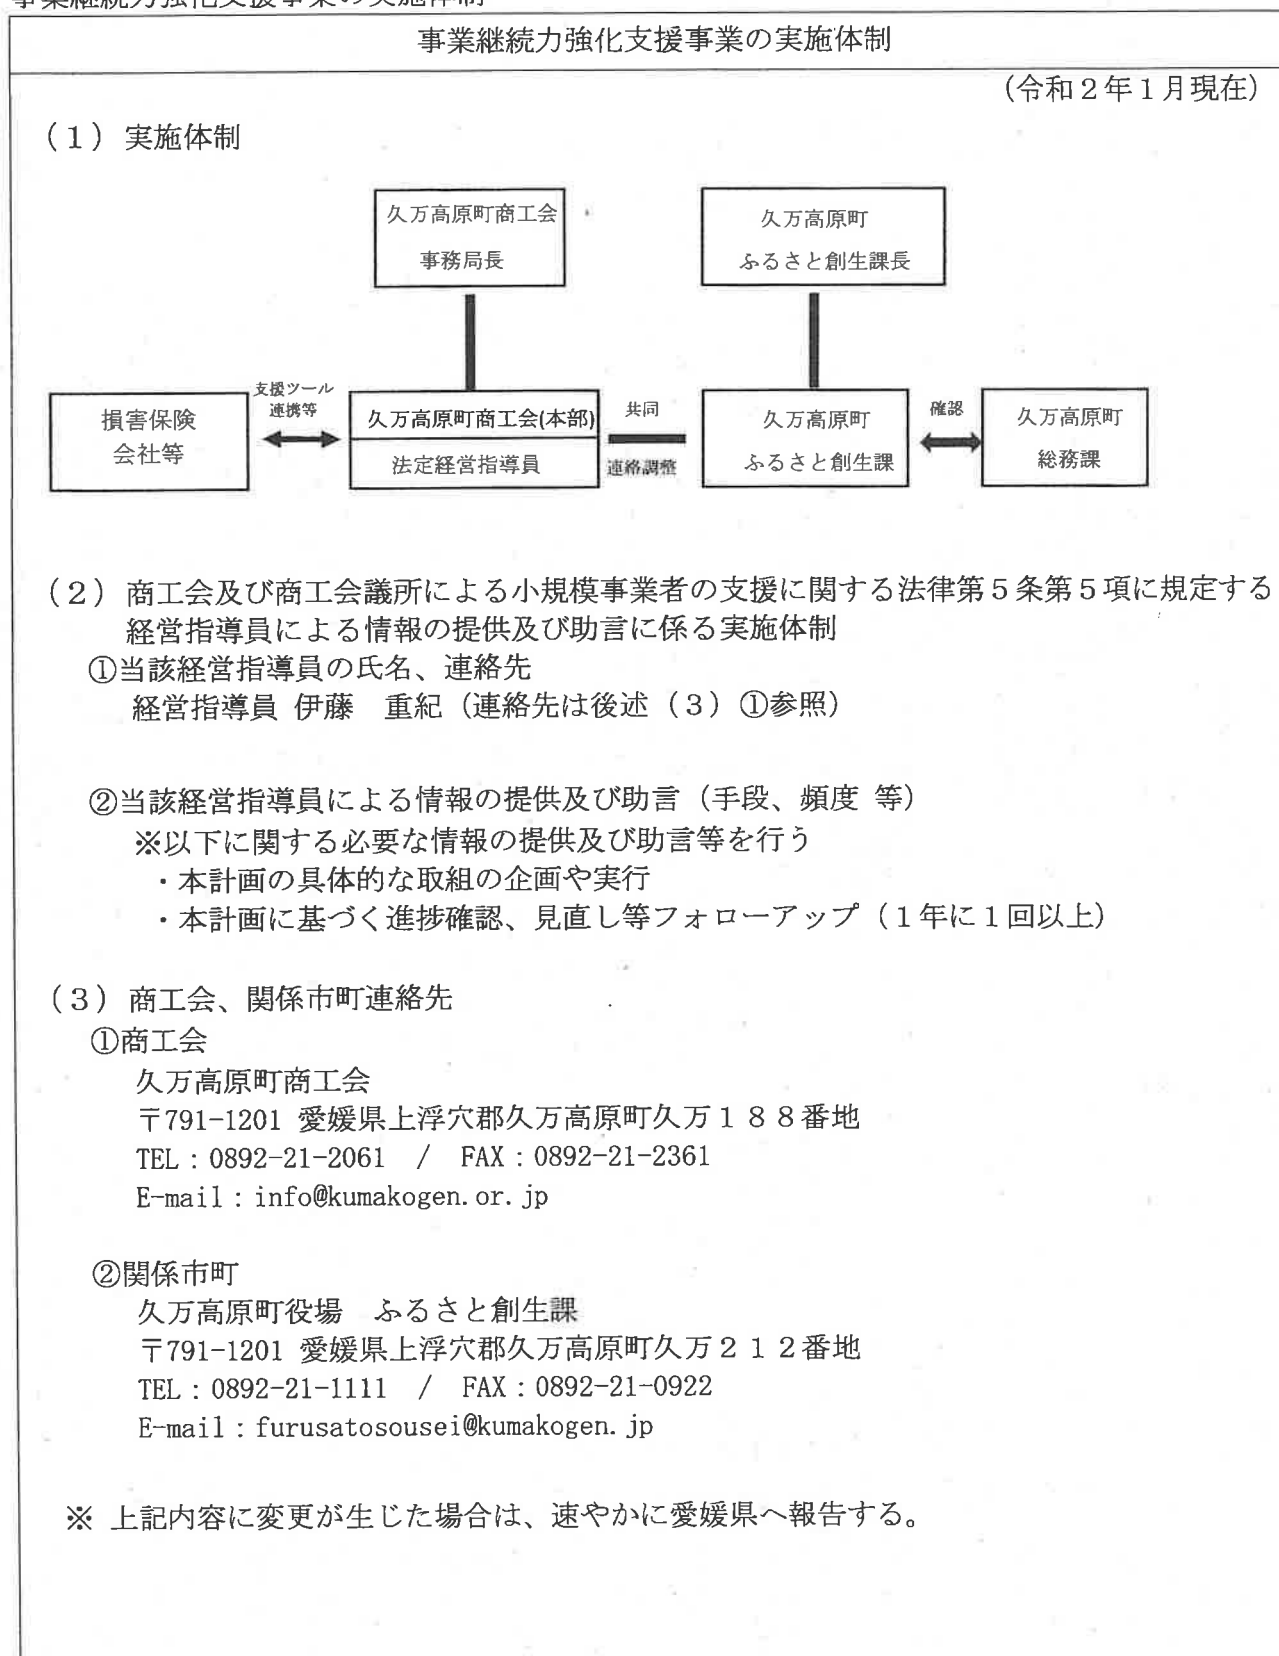 事業継続力強化支援事業の実施体制
事業継続力強化支援事業の実施体制
（令和２年１月現在）
（１）実施体制
久万高原町商工会
事務局長
久万高原町
ふるさと創生課長
損害保険
会社等
支援ツール
連携等
久万高原町商工会(本部)
法定経営指導員
共同
連絡調整
久万高原町
ふるさと創生課
確認
久万高原町
総務課
（２）商工会及び商工会議所による小規模事業者の支援に関する法律第５条第５項に規定する
経営指導員による情報の提供及び助言に係る実施体制
①当該経営指導員の氏名、連絡先
経営指導員 伊藤　重紀（連絡先は後述（３）①参照）
②当該経営指導員による情報の提供及び助言（手段、頻度 等）
※以下に関する必要な情報の提供及び助言等を行う
・本計画の具体的な取組の企画や実行
・本計画に基づく進捗確認、見直し等フォローアップ（１年に１回以上）
（３）商工会、関係市町連絡先
①商工会
久万高原町商工会
〒791-1201 愛媛県上浮穴郡久万高原町久万１８８番地
TEL：0892-21-2061　/　FAX：0892-21-2361
E-mail：info@kumakogen.or.jp
②関係市町
久万高原町役場　ふるさと創生課
〒791-1201 愛媛県上浮穴郡久万高原町久万２１２番地
TEL：0892-21-1111　/　FAX：0892-21-0922
E-mail：furusatosousei@kumakogen.jp
※ 上記内容に変更が生じた場合は、速やかに愛媛県へ報告する。